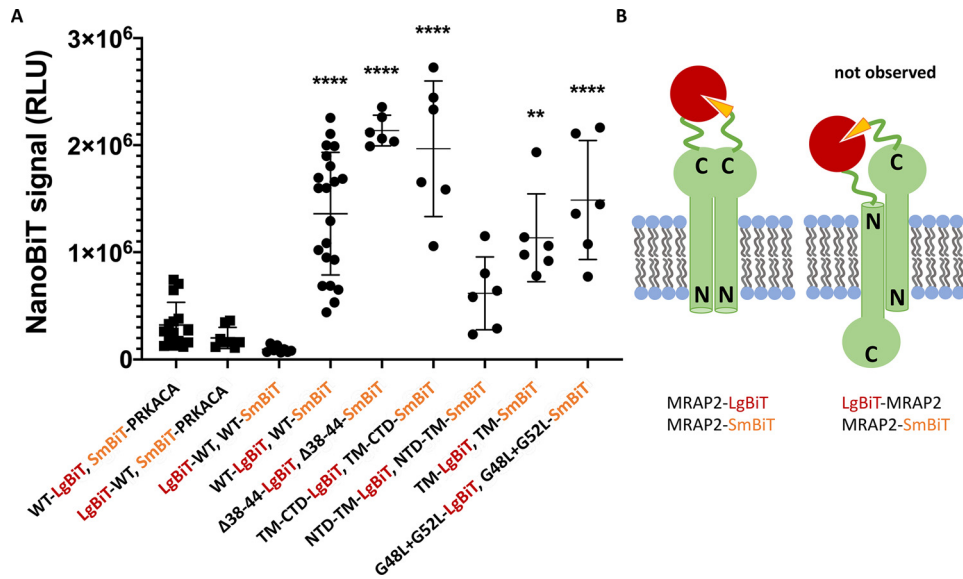 A
NanoBiT signal (RLU)
3×10⁶
2×10⁶
1×10⁶
0
****
****
****
**
****
WT-LgBiT, SmBiT-PRKACA
LgBiT-WT, SmBiT-PRKACA
LgBiT-WT, WT-SmBiT
WT-LgBiT, WT-SmBiT
Δ38-44-LgBiT, Δ38-44-SmBiT
TM-CTD-LgBiT, TM-CTD-SmBiT
NTD-TM-LgBiT, NTD-TM-SmBiT
TM-LgBiT, TM-SmBiT
G48L+G52L-LgBiT, G48L+G52L-SmBiT
B
not observed
C C
N N
C
N
C
MRAP2-LgBiT
MRAP2-SmBiT
LgBiT-MRAP2
MRAP2-SmBiT